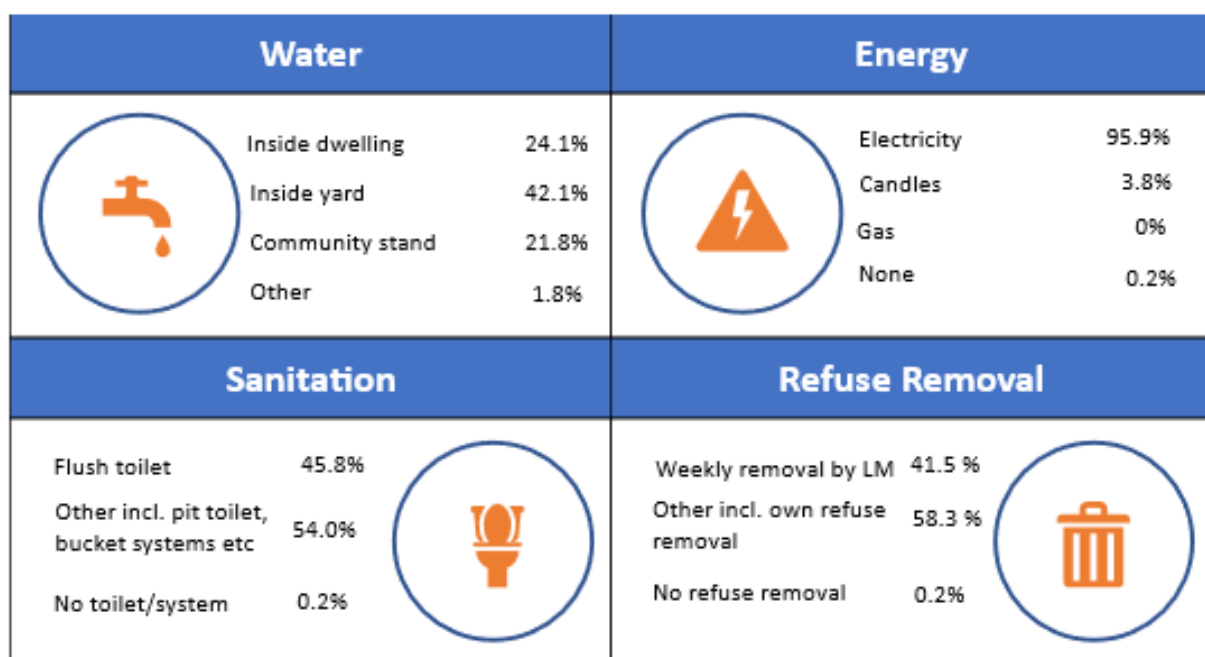 Water
Inside dwelling 24.1%
Inside yard 42.1%
Community stand 21.8%
Other 1.8%
Energy
Electricity 95.9%
Candles 3.8%
Gas 0%
None 0.2%
Sanitation
Flush toilet 45.8%
Other incl. pit toilet,
bucket systems etc 54.0%
No toilet/system 0.2%
Refuse Removal
Weekly removal by LM 41.5 %
Other incl. own refuse
removal 58.3 %
No refuse removal 0.2%